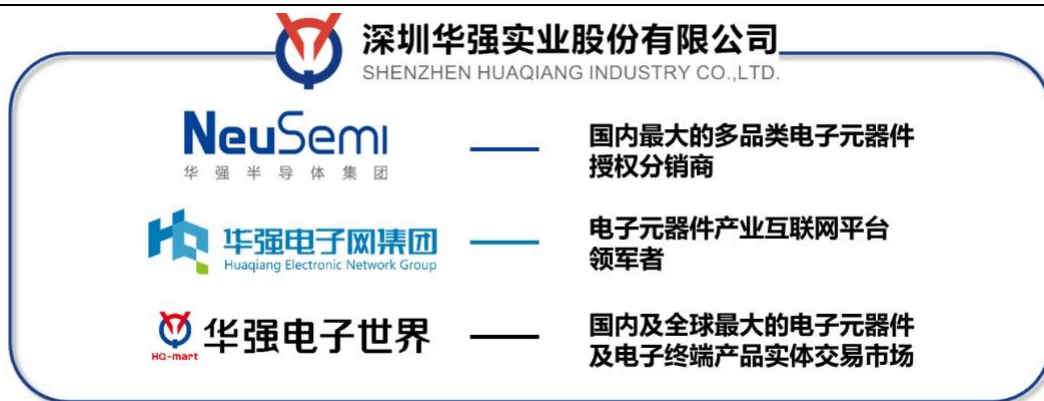 深圳华强实业股份有限公司
SHENZHEN HUAQIANG INDUSTRY CO.,LTD.
NeuSemi
华强半导体集团
国内最大的多品类电子元器件
授权分销商
华强电子网集团
Huaqiang Electronic Network Group
电子元器件产业互联网平台
领军者
HQ-mart
华强电子世界
国内及全球最大的电子元器件
及电子终端产品实体交易市场